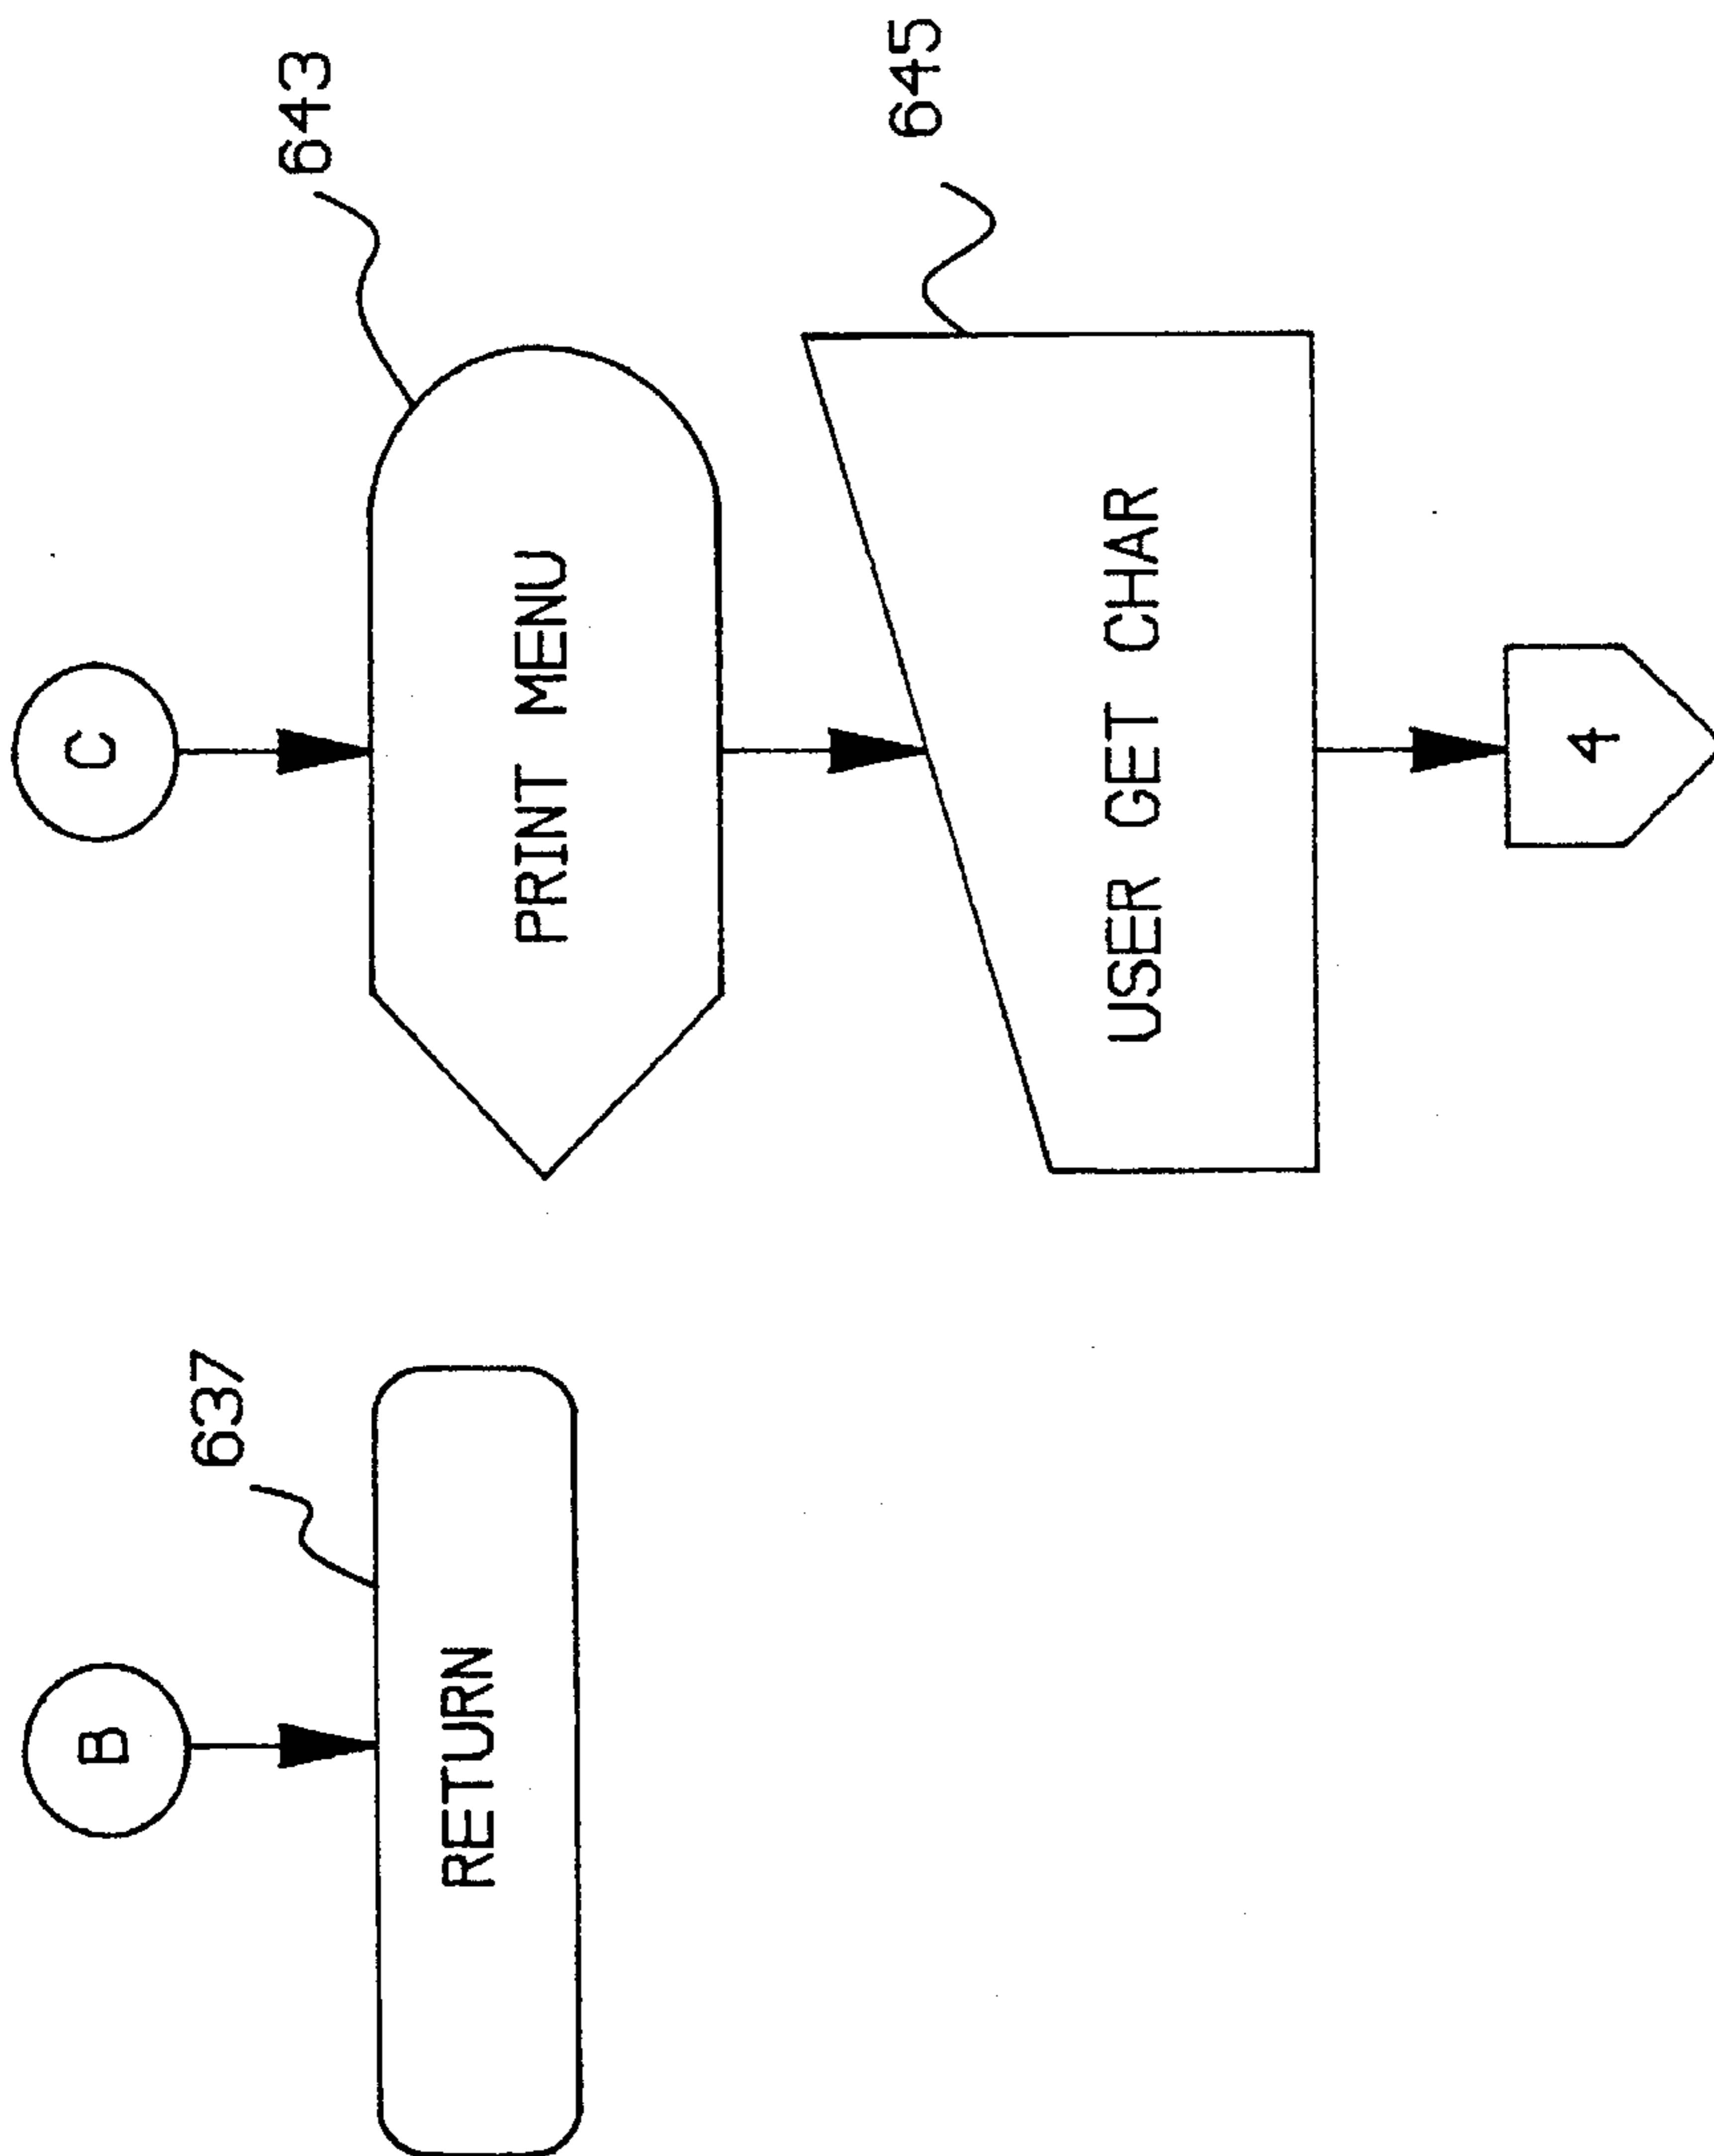 B
637
RETURN
C
643
PRINT MENU
645
USER GET CHAR
4